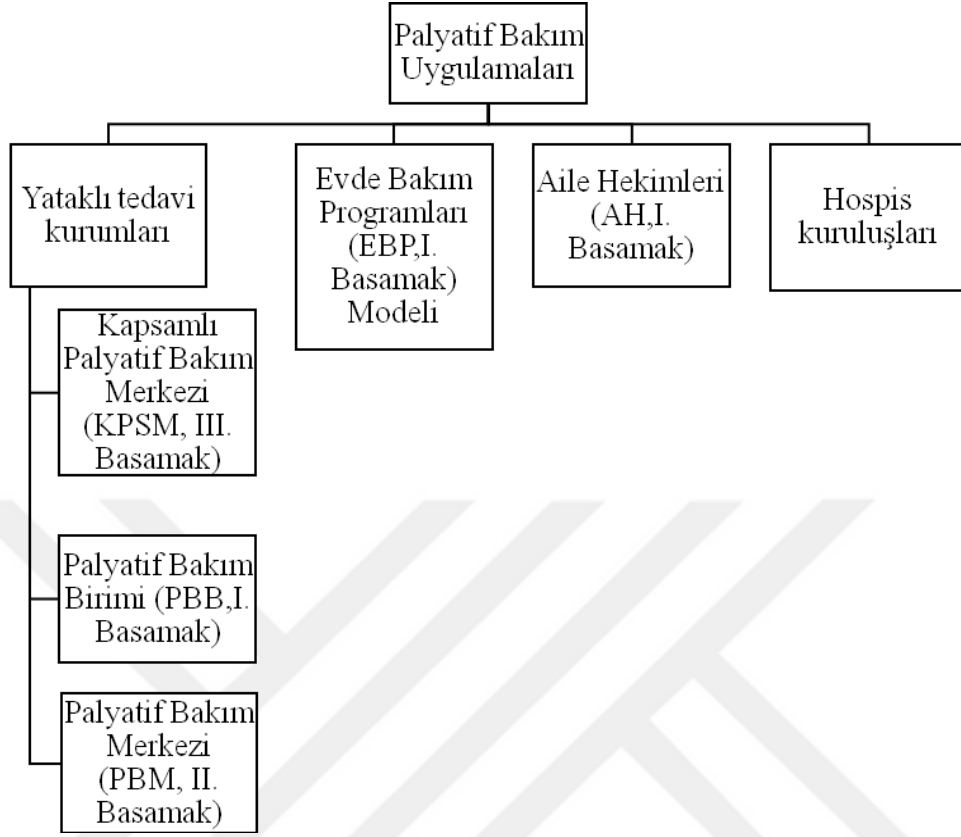 Palyatif Bakım
Uygulamaları
Yataklı tedavi
kurumları
Evde Bakım
Programları
(EBP,I.
Basamak)
Modeli
Aile Hekimleri
(AH,I.
Basamak)
Hospis
kuruluşları
Kapsamlı
Palyatif Bakım
Merkezi
(KPSM, III.
Basamak)
Palyatif Bakım
Birimi (PBB,I.
Basamak)
Palyatif Bakım
Merkezi
(PBM, II.
Basamak)